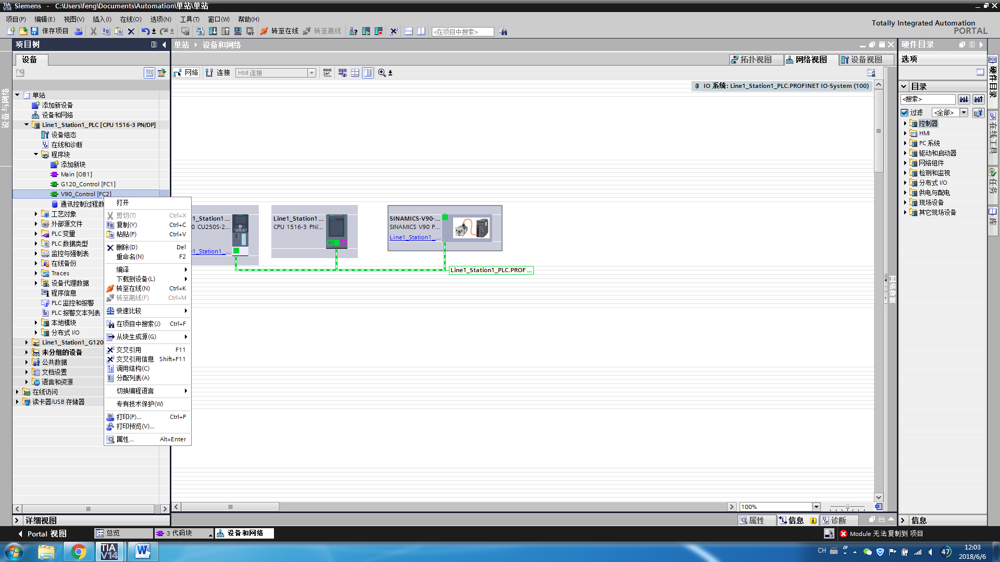 Siemens - C:\Users\feng\Documents\Automation\单站\单站
项目(P) 编辑(E) 视图(V) 插入(I) 在线(O) 选项(N) 工具(T) 窗口(W) 帮助(H)
Totally Integrated Automation
PORTAL
保存项目 转至在线 转至离线 <在项目中搜索>
项目树
单站 ▸ 设备和网络
硬件目录
设备
拓扑视图 网络视图 设备视图
选项
网络 连接 HMI 连接
IO 系统: Line1_Station1_PLC.PROFINET IO-System (100)
目录
<搜索>
过滤 <全部>
控制器
HMI
PC 系统
驱动和启动器
网络组件
检测和监视
分布式 I/O
供电与配电
现场设备
其它现场设备
设备与网络
单站
添加新设备
设备和网络
Line1_Station1_PLC [CPU 1516-3 PN/DP]
设备组态
在线和诊断
程序块
添加新块
Main [OB1]
G120_Control [FC1]
V90_Control [FC2]
通讯控制过程数
工艺对象
外部源文件
PLC 变量
PLC 数据类型
监控与强制表
在线备份
Traces
设备代理数据
程序信息
PLC 监控和报警
PLC 报警文本列表
本地模块
分布式 I/O
Line1_Station1_G120
未分组的设备
公共数据
文档设置
语言和资源
在线访问
读卡器/USB 存储器
打开
剪切(T) Ctrl+X
复制(Y) Ctrl+C
粘贴(P) Ctrl+V
删除(D) Del
重命名(N) F2
编译
下载到设备(L)
转至在线(N) Ctrl+K
转至离线(F) Ctrl+M
快速比较
在项目中搜索(J) Ctrl+F
从块生成源(G)
交叉引用 F11
交叉引用信息 Shift+F11
调用结构(C)
分配列表(A)
切换编程语言
专有技术保护(W)
打印(P)... Ctrl+P
打印预览(V)...
属性... Alt+Enter
1_Station1...
0 CU250S-2...
1_Station1_...
Line1_Station1...
CPU 1516-3 PN/...
SINAMICS-V90-...
SINAMICS V90 P...
Line1_Station1_...
Line1_Station1_PLC.PROF...
网络数据
硬件目录
在线工具
任务
库
100%
详细视图
属性 信息 诊断
信息
Portal 视图 总览 3 代码块 设备和网络
Module 无法复制到 项目
TIA V14
CH
47
12:03
2018/6/6